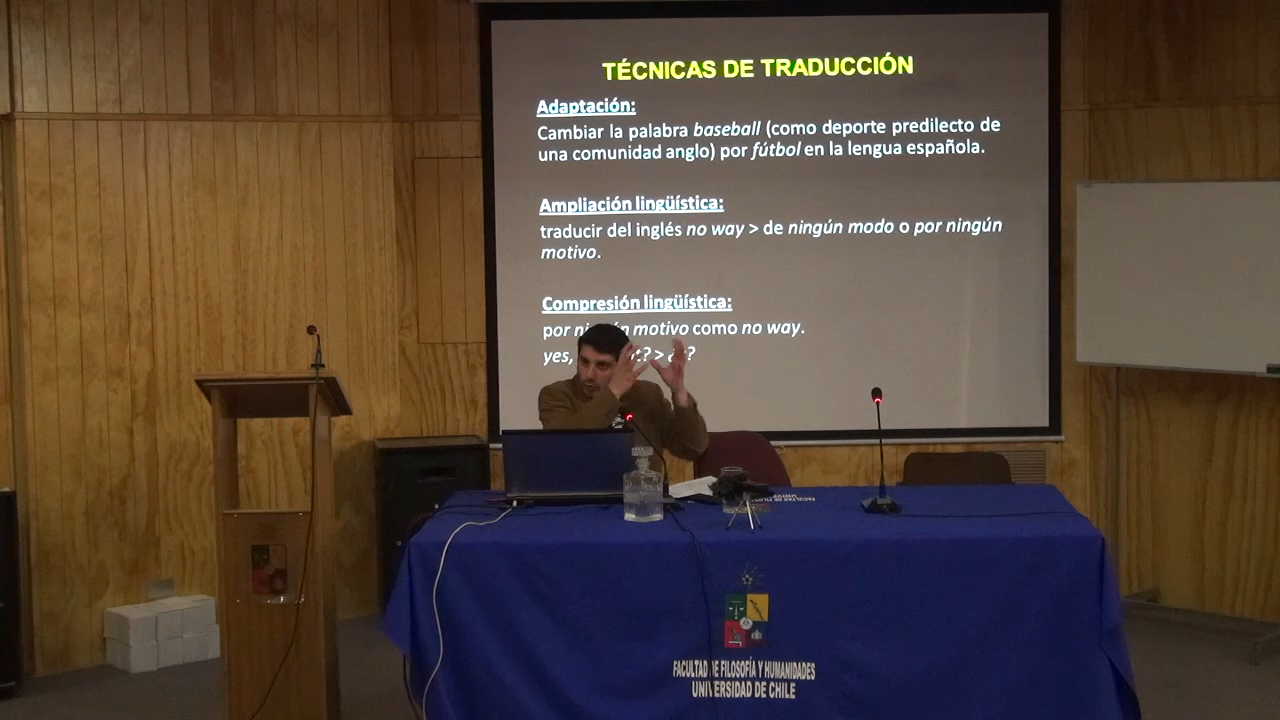 TÉCNICAS DE TRADUCCIÓN
Adaptación:
Cambiar la palabra baseball (como deporte predilecto de
una comunidad anglo) por fútbol en la lengua española.
Ampliación lingüística:
traducir del inglés no way > de ningún modo o por ningún
motivo.
Compresión lingüística:
por ningún motivo como no way.
yes, > ¿?
FACULTAD DE FILOSOFÍA Y HUMANIDADES
UNIVERSIDAD DE CHILE